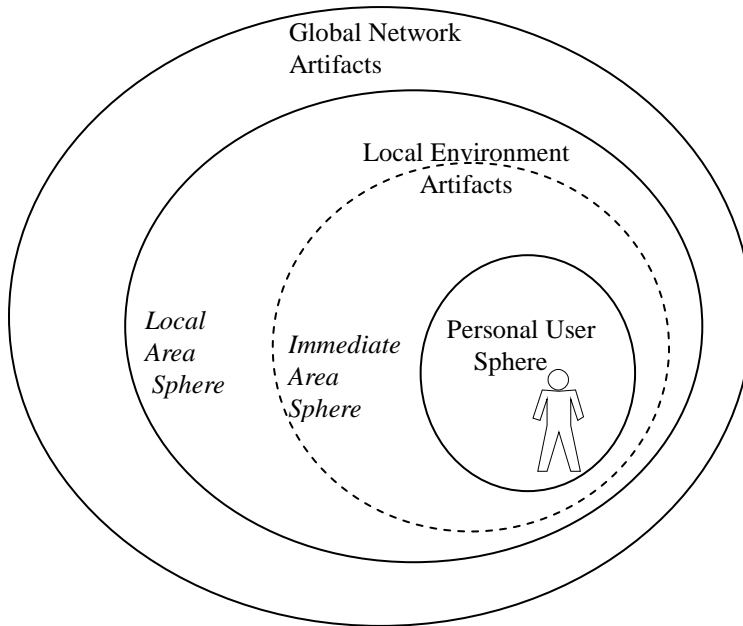 Global Network
Artifacts
Local Environment
Artifacts
Local
Area
Sphere
Immediate
Area
Sphere
Personal User
Sphere